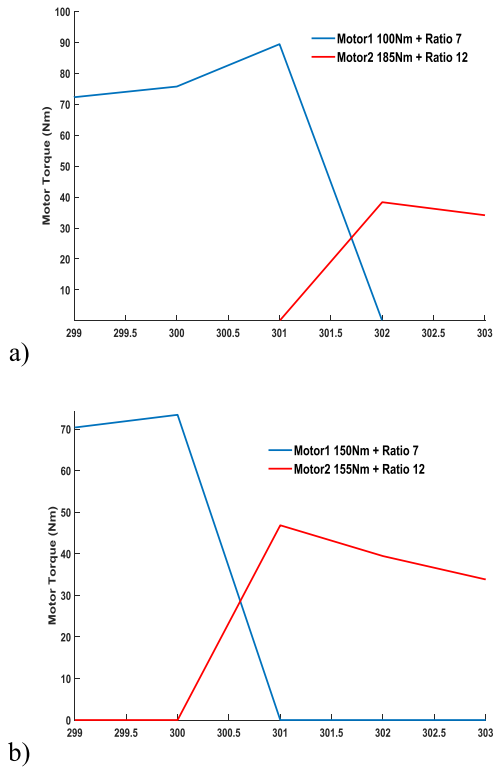 100
90
80
70
60
50
40
30
20
10
Motor Torque (Nm)
Motor1 100Nm + Ratio 7
Motor2 185Nm + Ratio 12
299 299.5 300 300.5 301 301.5 302 302.5 303
a)
70
60
50
40
30
20
10
0
Motor Torque (Nm)
Motor1 150Nm + Ratio 7
Motor2 155Nm + Ratio 12
299 299.5 300 300.5 301 301.5 302 302.5 303
b)